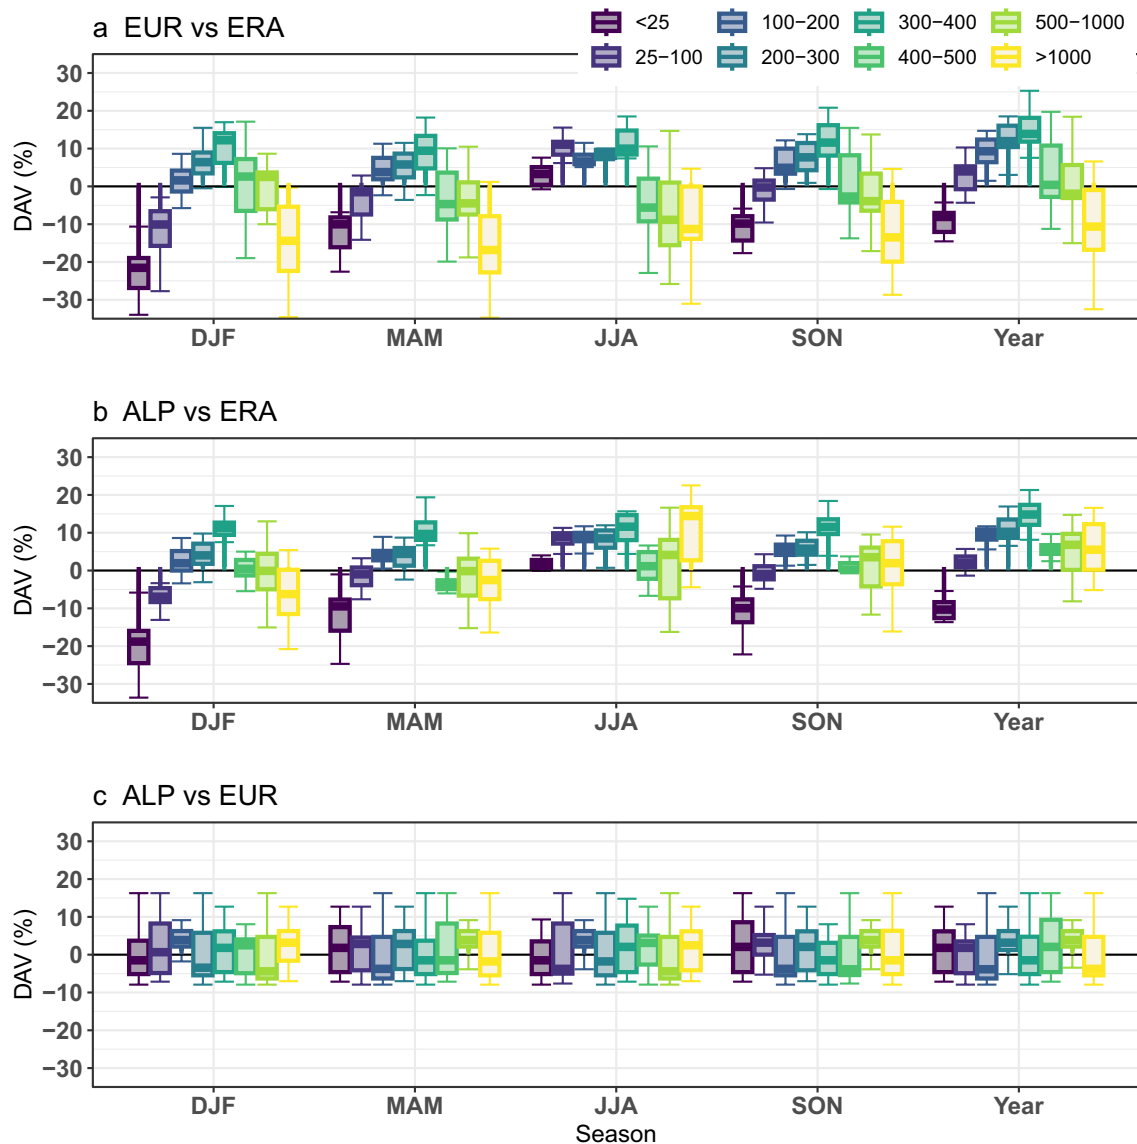 a EUR vs ERA
<25 100−200 300−400 500−1000
25−100 200−300 400−500 >1000
DAV (%)
30
20
10
0
−10
−20
−30
DJF MAM JJA SON Year
b ALP vs ERA
DAV (%)
30
20
10
0
−10
−20
−30
DJF MAM JJA SON Year
c ALP vs EUR
DAV (%)
30
20
10
0
−10
−20
−30
DJF MAM JJA SON Year
Season